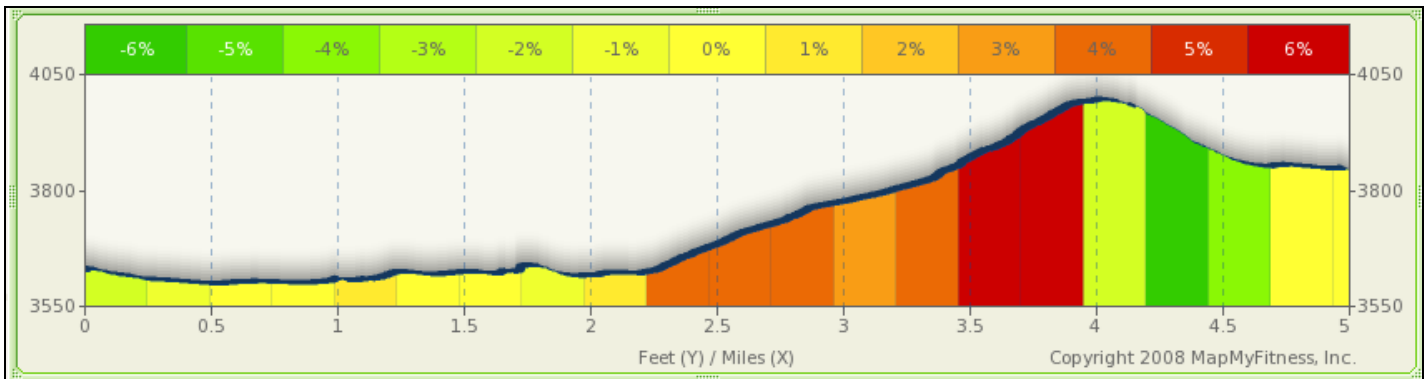 -6% -5% -4% -3% -2% -1% 0% 1% 2% 3% 4% 5% 6%
4050 4050
3800 3800
3550 3550
0 0.5 1 1.5 2 2.5 3 3.5 4 4.5 5
Feet (Y) / Miles (X) Copyright 2008 MapMyFitness, Inc.